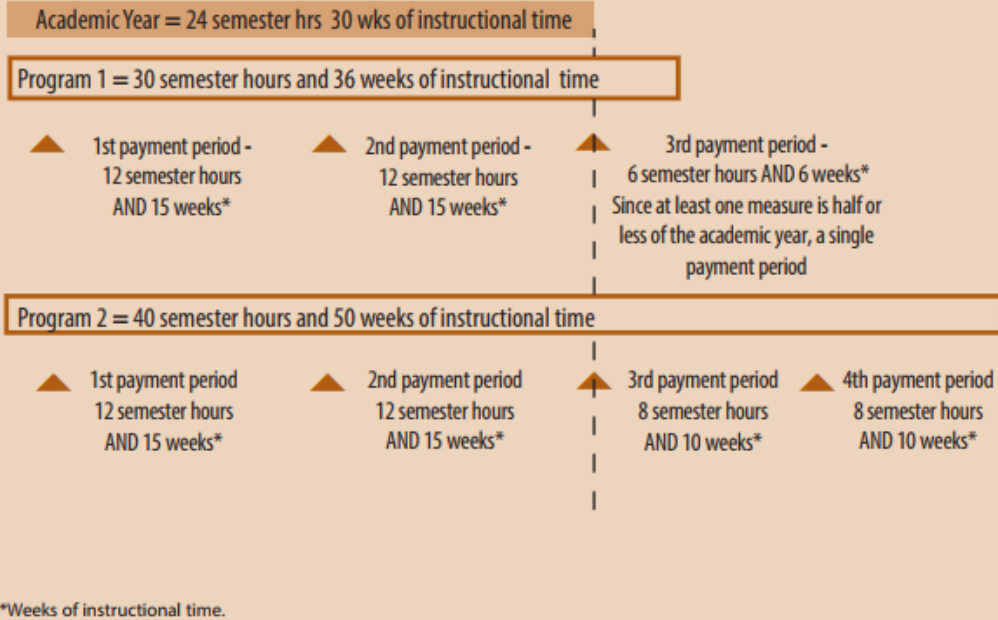 Academic Year = 24 semester hrs 30 wks of instructional time
Program 1 = 30 semester hours and 36 weeks of instructional time
1st payment period -
12 semester hours
AND 15 weeks*
2nd payment period -
12 semester hours
AND 15 weeks*
3rd payment period -
6 semester hours AND 6 weeks*
Since at least one measure is half or
less of the academic year, a single
payment period
Program 2 = 40 semester hours and 50 weeks of instructional time
1st payment period
12 semester hours
AND 15 weeks*
2nd payment period
12 semester hours
AND 15 weeks*
3rd payment period
8 semester hours
AND 10 weeks*
4th payment period
8 semester hours
AND 10 weeks*
*Weeks of instructional time.